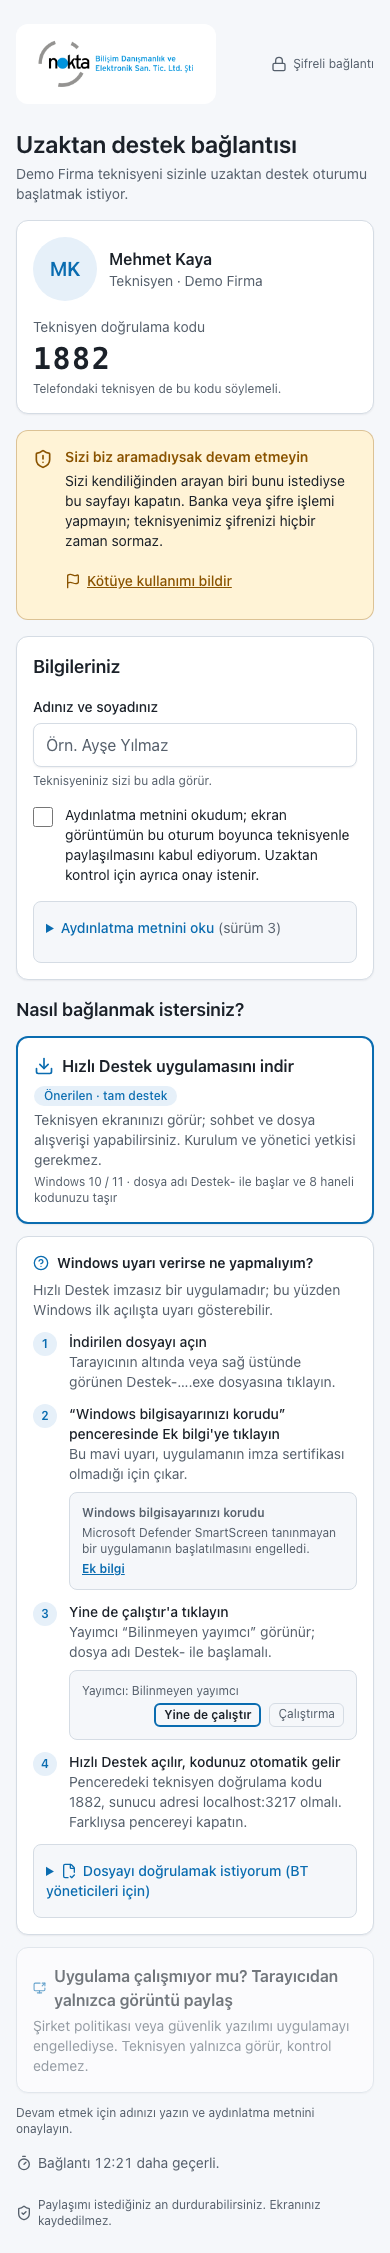 nokta Bilişim Danışmanlık ve
Elektronik San. Tic. Ltd. Şti
Şifreli bağlantı
Uzaktan destek bağlantısı
Demo Firma teknisyeni sizinle uzaktan destek oturumu
başlatmak istiyor.
MK
Mehmet Kaya
Teknisyen · Demo Firma
Teknisyen doğrulama kodu
1882
Telefondaki teknisyen de bu kodu söylemeli.
Sizi biz aramadıysak devam etmeyin
Sizi kendiliğinden arayan biri bunu istediyse
bu sayfayı kapatın. Banka veya şifre işlemi
yapmayın; teknisyenimiz şifrenizi hiçbir
zaman sormaz.
Kötüye kullanımı bildir
Bilgileriniz
Adınız ve soyadınız
Örn. Ayşe Yılmaz
Teknisyeniniz sizi bu adla görür.
Aydınlatma metnini okudum; ekran
görüntümün bu oturum boyunca teknisyenle
paylaşılmasını kabul ediyorum. Uzaktan
kontrol için ayrıca onay istenir.
Aydınlatma metnini oku (sürüm 3)
Nasıl bağlanmak istersiniz?
Hızlı Destek uygulamasını indir
Önerilen · tam destek
Teknisyen ekranınızı görür; sohbet ve dosya
alışverişi yapabilirsiniz. Kurulum ve yönetici yetkisi
gerekmez.
Windows 10 / 11 · dosya adı Destek- ile başlar ve 8 haneli
kodunuzu taşır
Windows uyarı verirse ne yapmalıyım?
Hızlı Destek imzasız bir uygulamadır; bu yüzden
Windows ilk açılışta uyarı gösterebilir.
1
İndirilen dosyayı açın
Tarayıcının altında veya sağ üstünde
görünen Destek-….exe dosyasına tıklayın.
2
“Windows bilgisayarınızı korudu”
penceresinde Ek bilgi'ye tıklayın
Bu mavi uyarı, uygulamanın imza sertifikası
olmadığı için çıkar.
Windows bilgisayarınızı korudu
Microsoft Defender SmartScreen tanınmayan
bir uygulamanın başlatılmasını engelledi.
Ek bilgi
3
Yine de çalıştır'a tıklayın
Yayımcı “Bilinmeyen yayımcı” görünür;
dosya adı Destek- ile başlamalı.
Yayımcı: Bilinmeyen yayımcı
Yine de çalıştır
Çalıştırma
4
Hızlı Destek açılır, kodunuz otomatik gelir
Penceredeki teknisyen doğrulama kodu
1882, sunucu adresi localhost:3217 olmalı.
Farklıysa pencereyi kapatın.
Dosyayı doğrulamak istiyorum (BT
yöneticileri için)
Uygulama çalışmıyor mu? Tarayıcıdan
yalnızca görüntü paylaş
Şirket politikası veya güvenlik yazılımı uygulamayı
engellediyse. Teknisyen yalnızca görür, kontrol
edemez.
Devam etmek için adınızı yazın ve aydınlatma metnini
onaylayın.
Bağlantı 12:21 daha geçerli.
Paylaşımı istediğiniz an durdurabilirsiniz. Ekranınız
kaydedilmez.